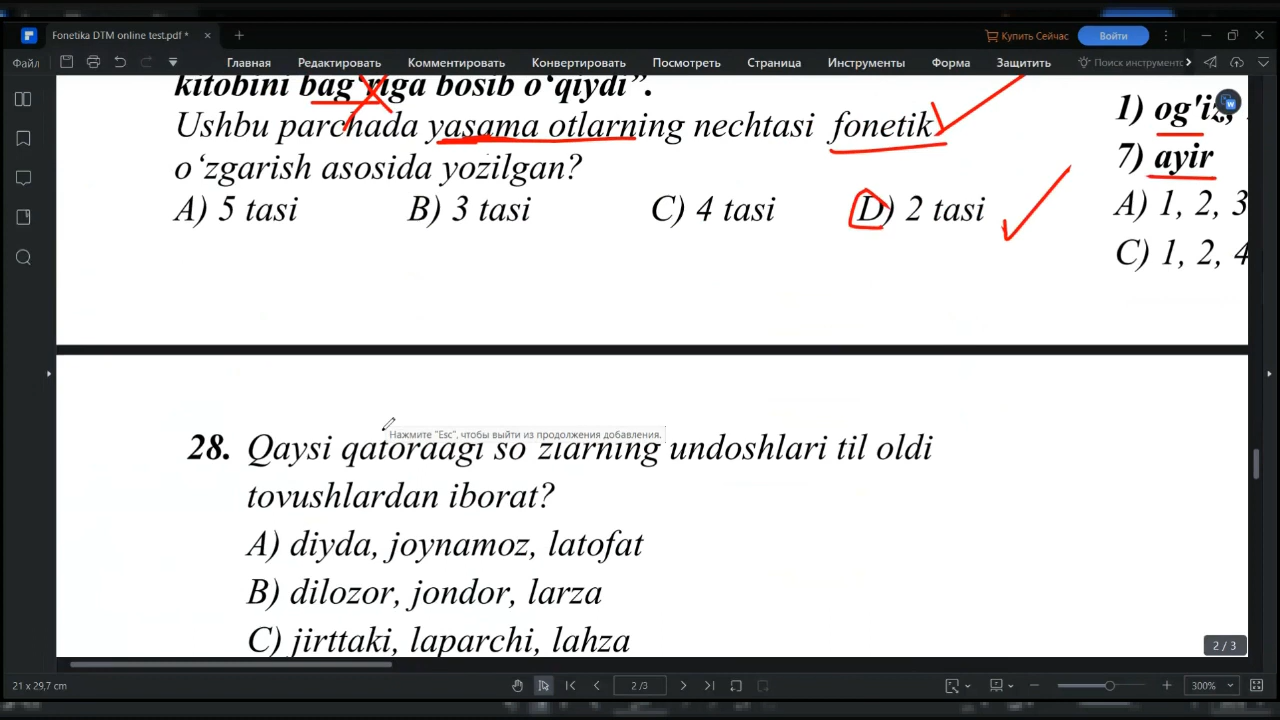 Fonetika DTM online test.pdf *
Купить Сейчас
Войти
Файл
Главная
Редактировать
Комментировать
Конвертировать
Посмотреть
Страница
Инструменты
Форма
Защитить
Поиск инструмент
kitobini bag‘riga bosib o‘qiydi”.
Ushbu parchada yasama otlarning nechtasi fonetik
o‘zgarish asosida yozilgan?
A) 5 tasi B) 3 tasi C) 4 tasi D) 2 tasi
1) og'iz,
7) ayir
A) 1, 2, 3
C) 1, 2, 4
Нажмите "Esc", чтобы выйти из продолжения добавления.
28. Qaysi qatordagi so‘zlarning undoshlari til oldi
tovushlardan iborat?
A) diyda, joynamoz, latofat
B) dilozor, jondor, larza
C) jirttaki, laparchi, lahza
2 / 3
21 x 29,7 cm
2 /3
300%